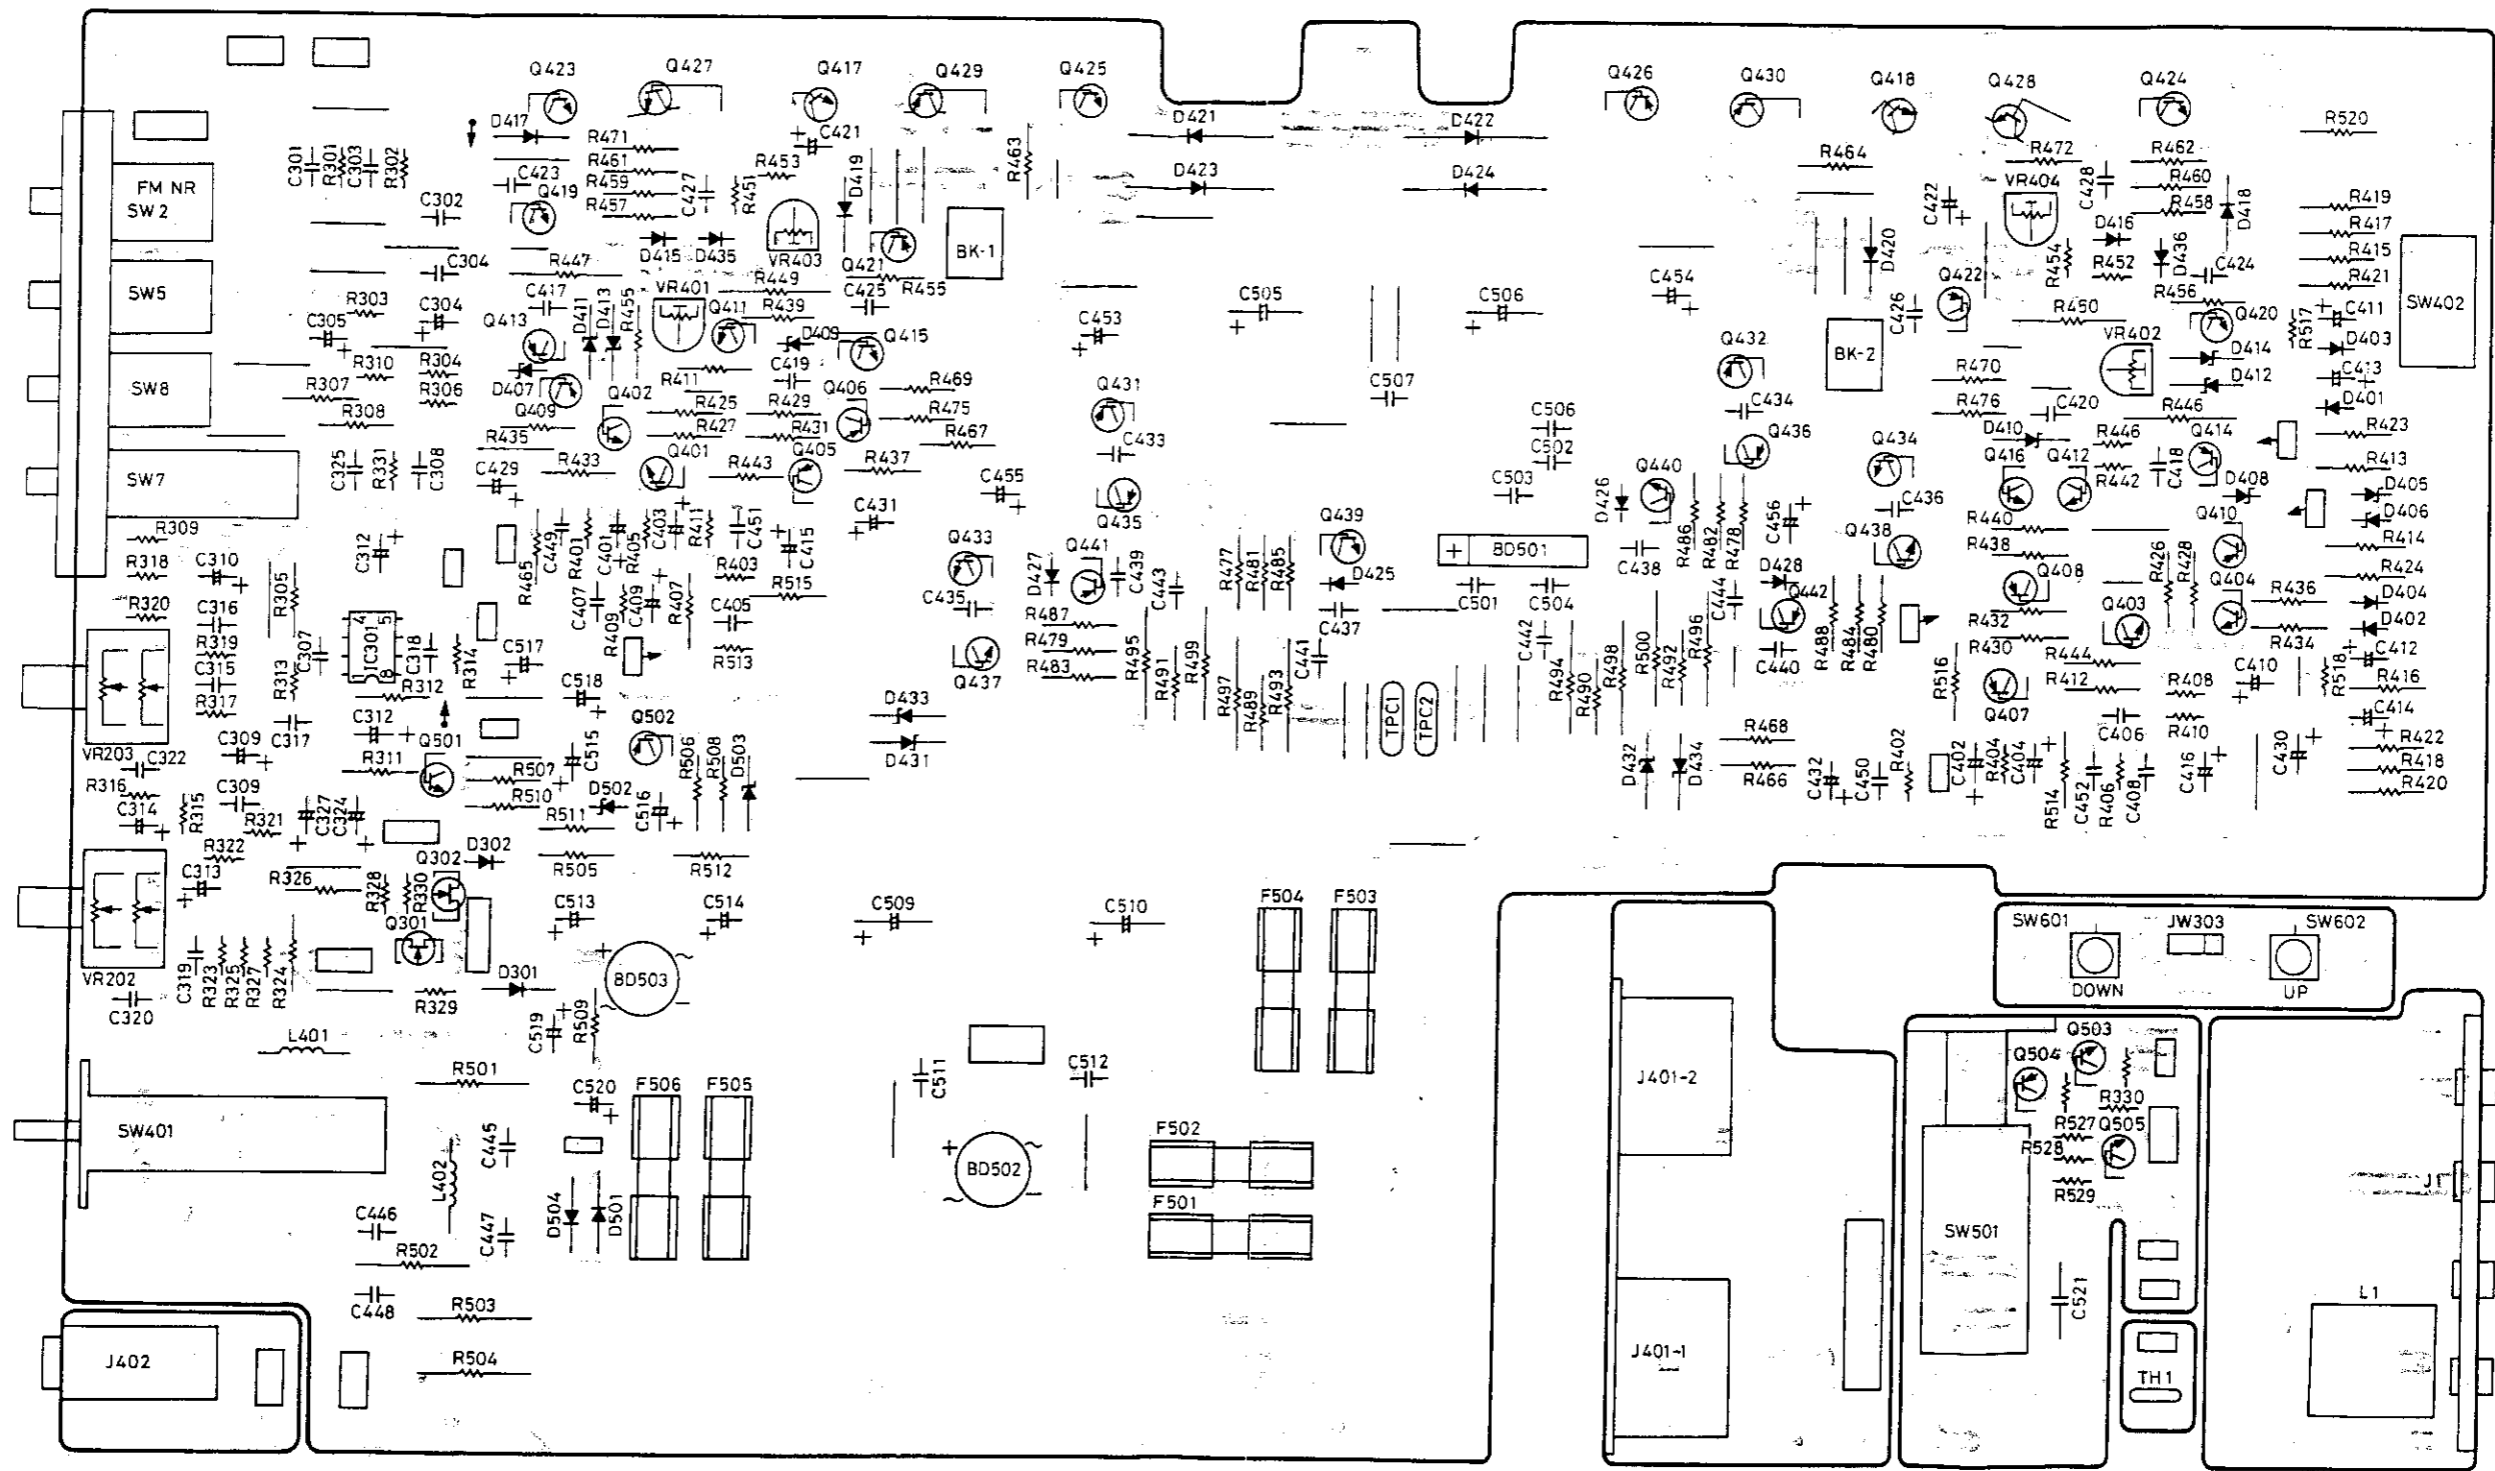 Q423 Q427 Q417 Q429 Q425 Q426 Q430 Q418 Q428 Q424
D417 R471 C421 D421 D422 R520
C301 R301 C303 R302 R461 R453 D419 R463 R464 R472 R462
FM NR
SW2
C423 R459 C427 R451 D423 D424 VR404 C428 R460
C302 Q419 R457 C422 R458 D418 R419
D416 R417
D415 D435 VR403 BK-1 D420 R454 D436 R415
C304 R447 R449 Q421 R455 C454 Q422 R452 C424 R421
SW5 R303 C304 C417 D411 D413 R455 VR401 Q411 R439 C425 C505 C506 C426 R456 SW402
C305 Q413 D409 Q415 C453 R450 Q420 R517 C411
R310 R304 C419 Q432 BK-2 VR402 D414 D403
SW8 R307 R306 D407 R411 Q406 R469 Q431 C507 R470 D412 C413
R308 Q409 Q402 R425 R429 R475 C434 R476 C420 D401
R435 R427 R431 R467 C433 C506 Q436 Q434 D410 R446 R446 Q414 R423
SW7 C325 R331 C308 C429 R433 Q401 R443 Q405 R437 C455 C502 Q440 Q416 Q412 R442 C418 R413
C503 D426 D408 D405
R309 C312 C449 R401 C401 R405 C403 R411 C451 C415 C431 Q435 Q439 R486 R482 R478 C456 C436 Q438 R440 Q410 D406
R318 C310 R465 R403 Q433 D427 Q441 C439 C443 R477 R481 R485 D425 + BD501 C438 D428 R438 R426 R428 R414
R320 C316 R305 C407 R409 C409 R407 C405 R515 C435 C437 C501 C504 C444 Q442 Q408 Q404 R436 R424
R319 C307 4 5 IC301 8 C318 R314 C517 R513 R487 C442 R488 R484 R480 R432 Q403 R434 D404
C315 R313 R312 C518 Q437 R479 R495 R491 R499 C441 R494 R490 R498 R500 R492 R496 C440 R430 D402
R317 R483 R497 R489 R493 R516 R444 C410 R518 C412
VR203 C317 C312 D433 TPC1 TPC2 R412 R408 R416
C309 Q501 C515 Q502 R506 R508 D503 D431 R468 Q407 C406 R410 C414
C322 R311 R507 D432 D434 R466 C432 C450 R402 C402 R404 C404 R514 C452 R406 C408 C416 C430 R422
R316 C309 R510 D502 C516 R418
C314 R315 R321 C327 C324 R511 R420
R322 Q302 D302 R505 R512
C313 R326 R328 R330 C513 C514 C509 C510 F504 F503
Q301 SW601 JW303 SW602
VR202 C319 R323 R325 R327 R324 D301 BD503
C320 R329 C519 R509 DOWN UP
L401 Q503
R501 C520 F506 F505 C511 C512 J401-2 Q504
SW401 C445 F502 R330
L402 BD502 R527 Q505
R528
C446 C447 D504 D501 F501 R529 J1
R502 SW501
C448 R503 C521 L1
J402 R504 J401-1 TH1